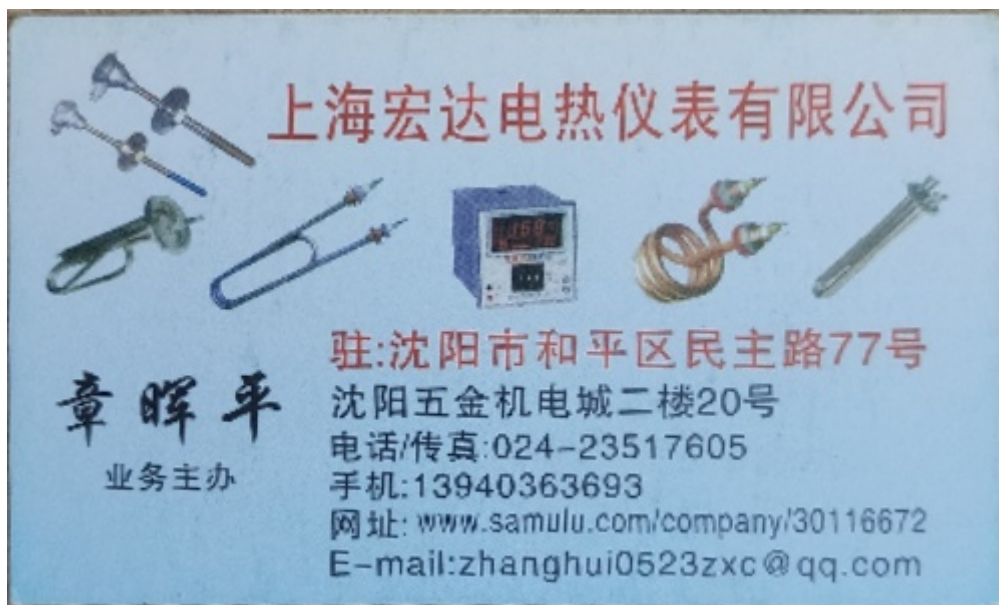 上海宏达电热仪表有限公司
驻:沈阳市和平区民主路77号
沈阳五金机电城二楼20号
章晖平
业务主办
电话/传真:024-23517605
手机:13940363693
网址: www.samulu.com/company/30116672
E-mail:zhanghui0523zxc@qq.com